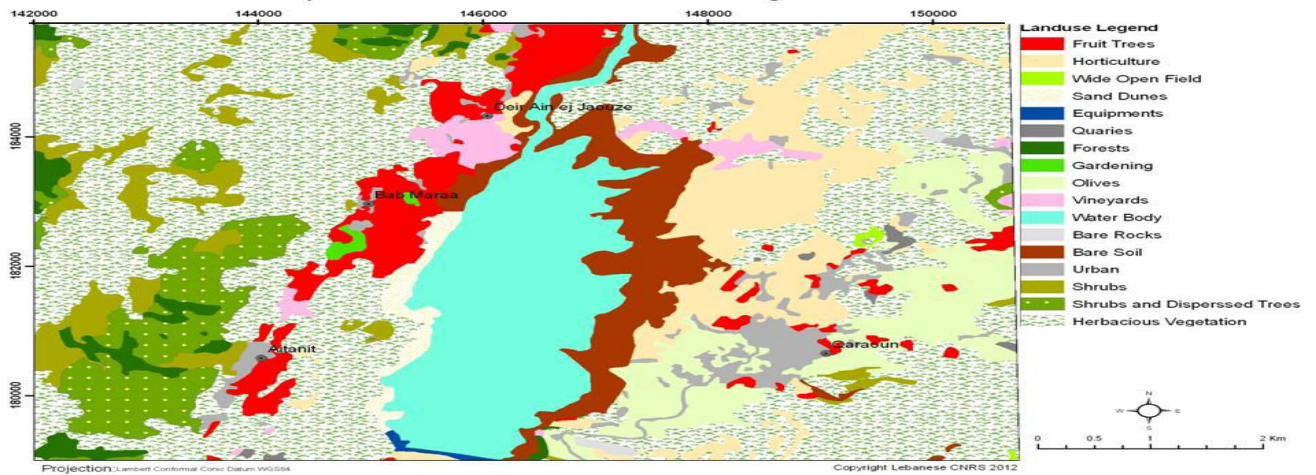 142000 144000 146000 148000 150000
184000
182000
180000
Deir Ain ej Jaouze
Bab Maraa
Aitanit
Qaraoun
Landuse Legend
Fruit Trees
Horticulture
Wide Open Field
Sand Dunes
Equipments
Quaries
Forests
Gardening
Olives
Vineyards
Water Body
Bare Rocks
Bare Soil
Urban
Shrubs
Shrubs and Disperssed Trees
Herbacious Vegetation
N
W E
S
0 0.5 1 2 Km
Projection: Lambert Conformal Conic Datum WGS84
Copyright Lebanese CNRS 2012